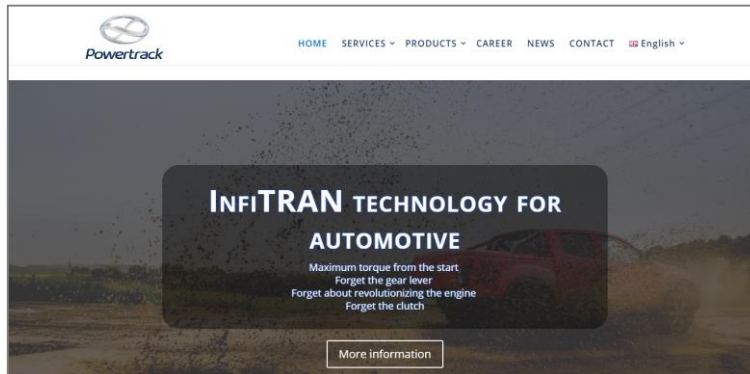 Powertrack
HOME SERVICES PRODUCTS CAREER NEWS CONTACT English
INFITRAN TECHNOLOGY FOR
AUTOMOTIVE
Maximum torque from the start
Forget the gear lever
Forget about revolutionizing the engine
Forget the clutch
More information